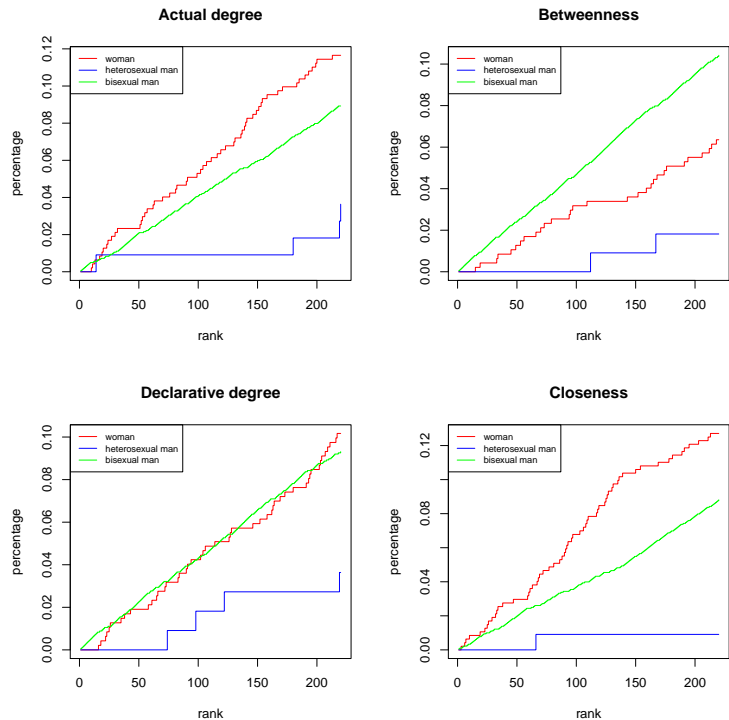 Actual degree
woman
heterosexual man
bisexual man
percentage
0.00 0.02 0.04 0.06 0.08 0.10 0.12
0 50 100 150 200
rank
Betweenness
woman
heterosexual man
bisexual man
percentage
0.00 0.02 0.04 0.06 0.08 0.10
0 50 100 150 200
rank
Declarative degree
woman
heterosexual man
bisexual man
percentage
0.00 0.02 0.04 0.06 0.08 0.10
0 50 100 150 200
rank
Closeness
woman
heterosexual man
bisexual man
percentage
0.00 0.04 0.08 0.12
0 50 100 150 200
rank